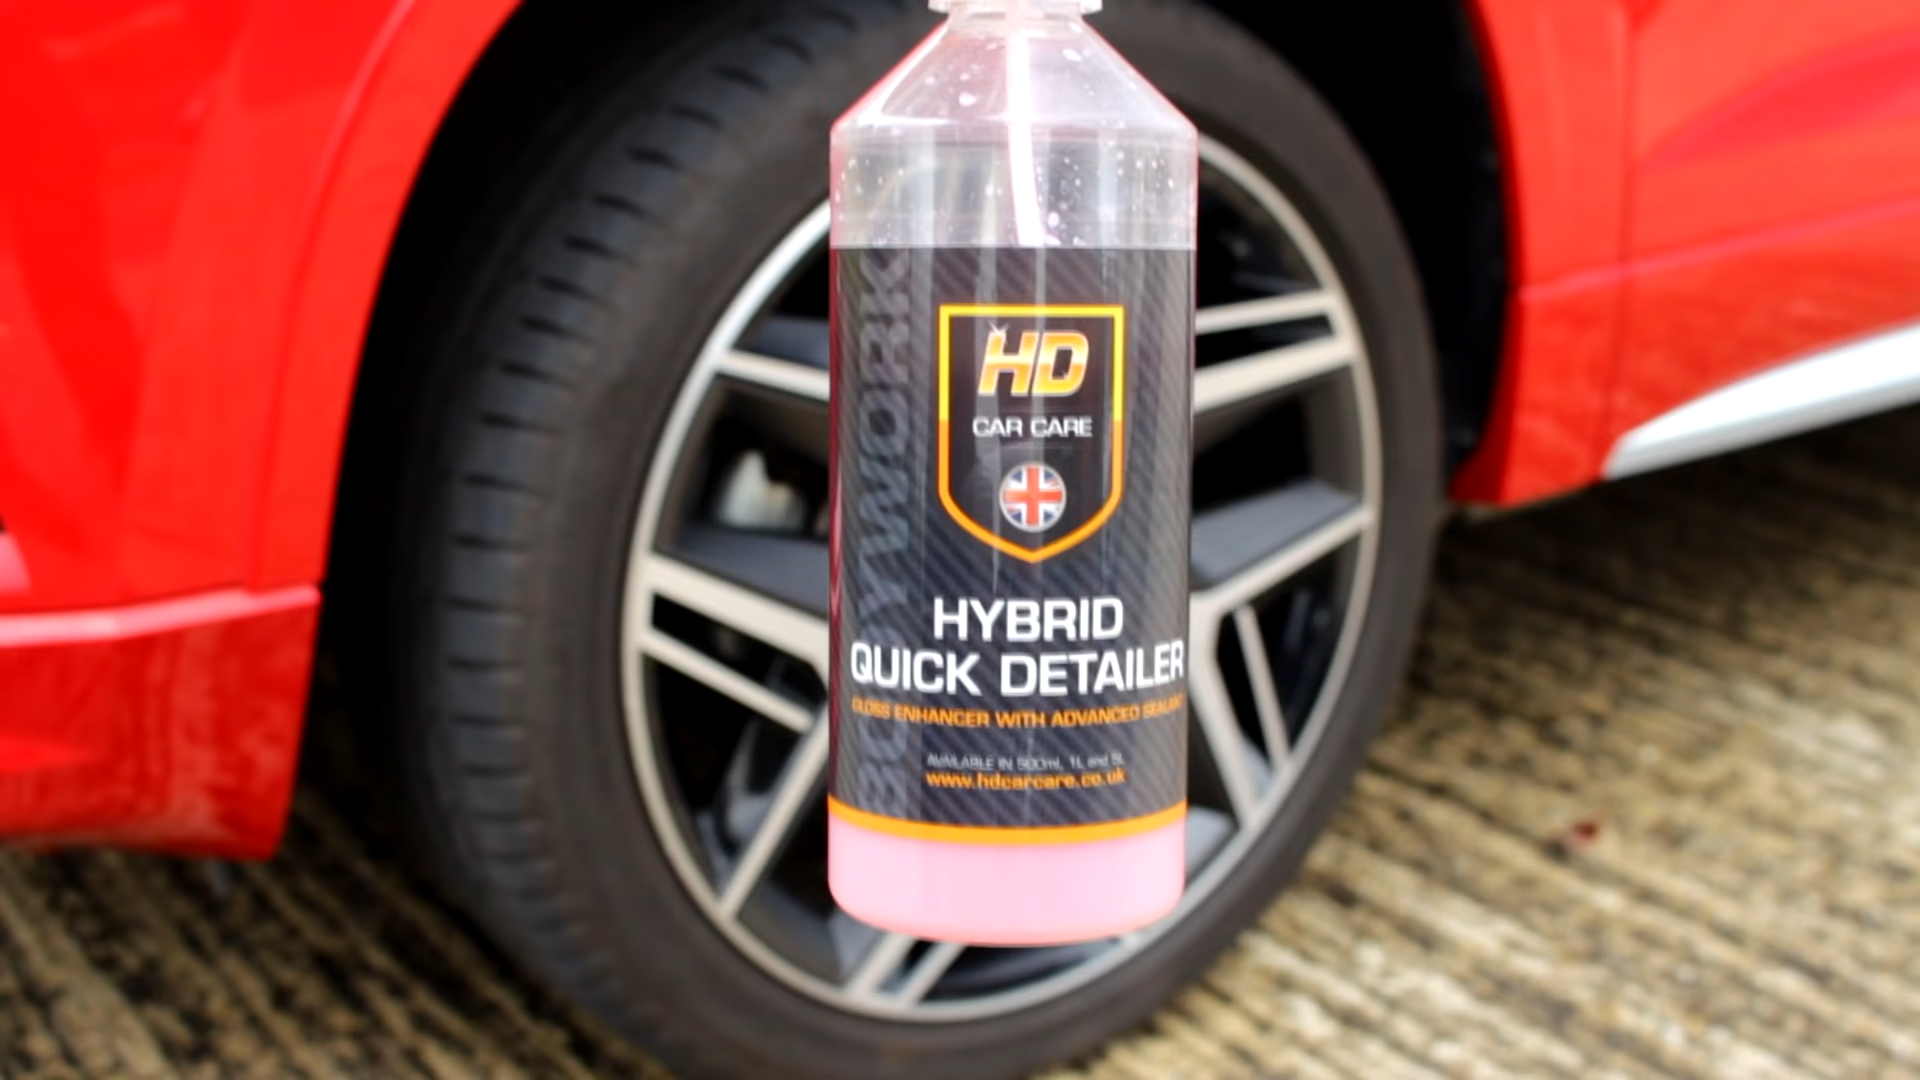 BODYWORK
HD
CAR CARE
HYBRID
QUICK DETAILER
GLOSS ENHANCER WITH ADVANCED SEALANT
AVAILABLE IN 500ml, 1L and 5L
www.hdcarcare.co.uk